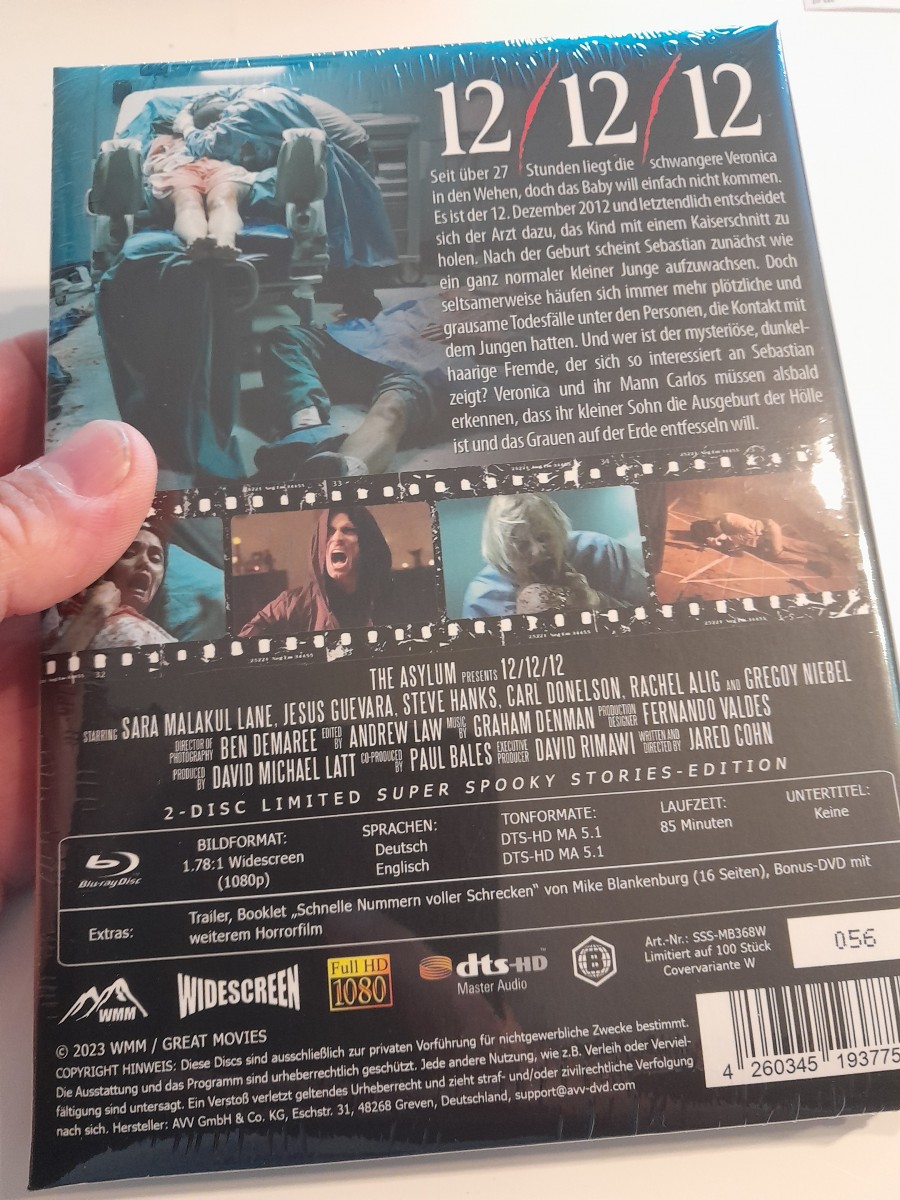 12/12/12
Seit über 27 Stunden liegt die schwangere Veronica
in den Wehen, doch das Baby will einfach nicht kommen.
Es ist der 12. Dezember 2012 und letztendlich entscheidet
sich der Arzt dazu, das Kind mit einem Kaiserschnitt zu
holen. Nach der Geburt scheint Sebastian zunächst wie
ein ganz normaler kleiner Junge aufzuwachsen. Doch
seltsamerweise häufen sich immer mehr plötzliche und
grausame Todesfälle unter den Personen, die Kontakt mit
dem Jungen hatten. Und wer ist der mysteriöse, dunkel-
haarige Fremde, der sich so interessiert an Sebastian
zeigt? Veronica und ihr Mann Carlos müssen alsbald
erkennen, dass ihr kleiner Sohn die Ausgeburt der Hölle
ist und das Grauen auf der Erde entfesseln will.
33
32
THE ASYLUM PRESENTS 12/12/12
STARRING SARA MALAKUL LANE, JESUS GUEVARA, STEVE HANKS, CARL DONELSON, RACHEL ALIG AND GREGOY NIEBEL
DIRECTOR OF PHOTOGRAPHY BEN DEMAREE EDITED BY ANDREW LAW MUSIC BY GRAHAM DENMAN PRODUCTION DESIGNER FERNANDO VALDES
PRODUCED BY DAVID MICHAEL LATT CO-PRODUCED BY PAUL BALES EXECUTIVE PRODUCER DAVID RIMAWI WRITTEN AND DIRECTED BY JARED COHN
2-DISC LIMITED SUPER SPOOKY STORIES-EDITION
Blu-ray Disc
BILDFORMAT:
1.78:1 Widescreen
(1080p)
SPRACHEN:
Deutsch
Englisch
TONFORMATE:
DTS-HD MA 5.1
DTS-HD MA 5.1
LAUFZEIT:
85 Minuten
UNTERTITEL:
Keine
Extras:
Trailer, Booklet „Schnelle Nummern voller Schrecken“ von Mike Blankenburg (16 Seiten), Bonus-DVD mit
weiterem Horrorfilm
WMM
WIDESCREEN
Full HD
1080
dts-HD
Master Audio
Art.-Nr.: SSS-MB368W
Limitiert auf 100 Stück
Covervariante W
056
© 2023 WMM / GREAT MOVIES
COPYRIGHT HINWEIS: Diese Discs sind ausschließlich zur privaten Vorführung für nichtgewerbliche Zwecke bestimmt.
Die Ausstattung und das Programm sind urheberrechtlich geschützt. Jede andere Nutzung, wie z.B. Verleih oder Verviel-
fältigung sind untersagt. Ein Verstoß verletzt geltendes Urheberrecht und zieht straf- und/oder zivilrechtliche Verfolgung
nach sich. Hersteller: AVV GmbH & Co. KG, Eschstr. 31, 48268 Greven, Deutschland, support@avv-dvd.com
4 260345 193775